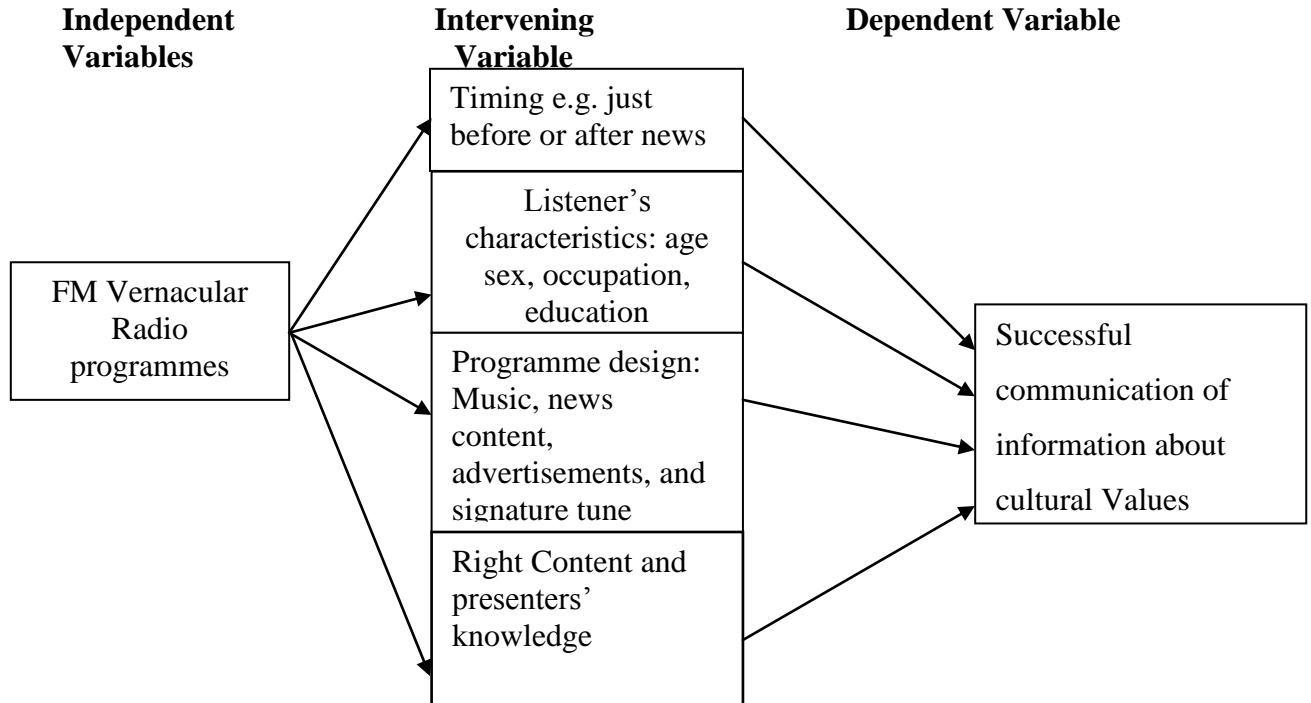 Independent
Variables
Intervening
Variable
Dependent Variable
Timing e.g. just
before or after news
Listener's
characteristics: age
sex, occupation,
education
FM Vernacular
Radio
programmes
Programme design:
Music, news
content,
advertisements, and
signature tune
Right Content and
presenters'
knowledge
Successful
communication of
information about
cultural Values